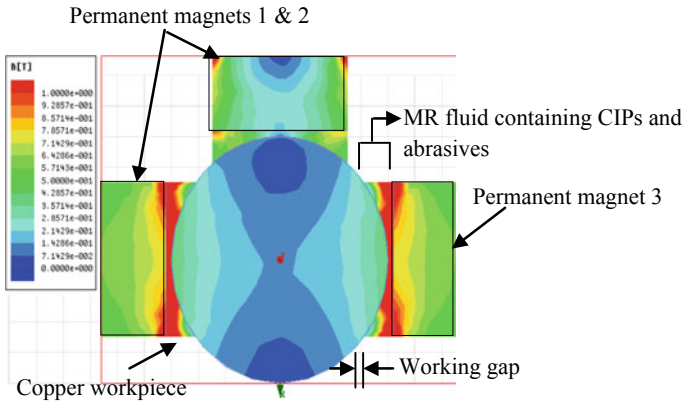 Permanent magnets 1 & 2
B[T]
1.0000e+000
9.2857e-001
8.5714e-001
7.8571e-001
7.1429e-001
6.4286e-001
5.7143e-001
5.0000e-001
4.2857e-001
3.5714e-001
2.8571e-001
2.1429e-001
1.4286e-001
7.1429e-002
0.0000e+000
MR fluid containing CIPs and
abrasives
Permanent magnet 3
Copper workpiece
Working gap